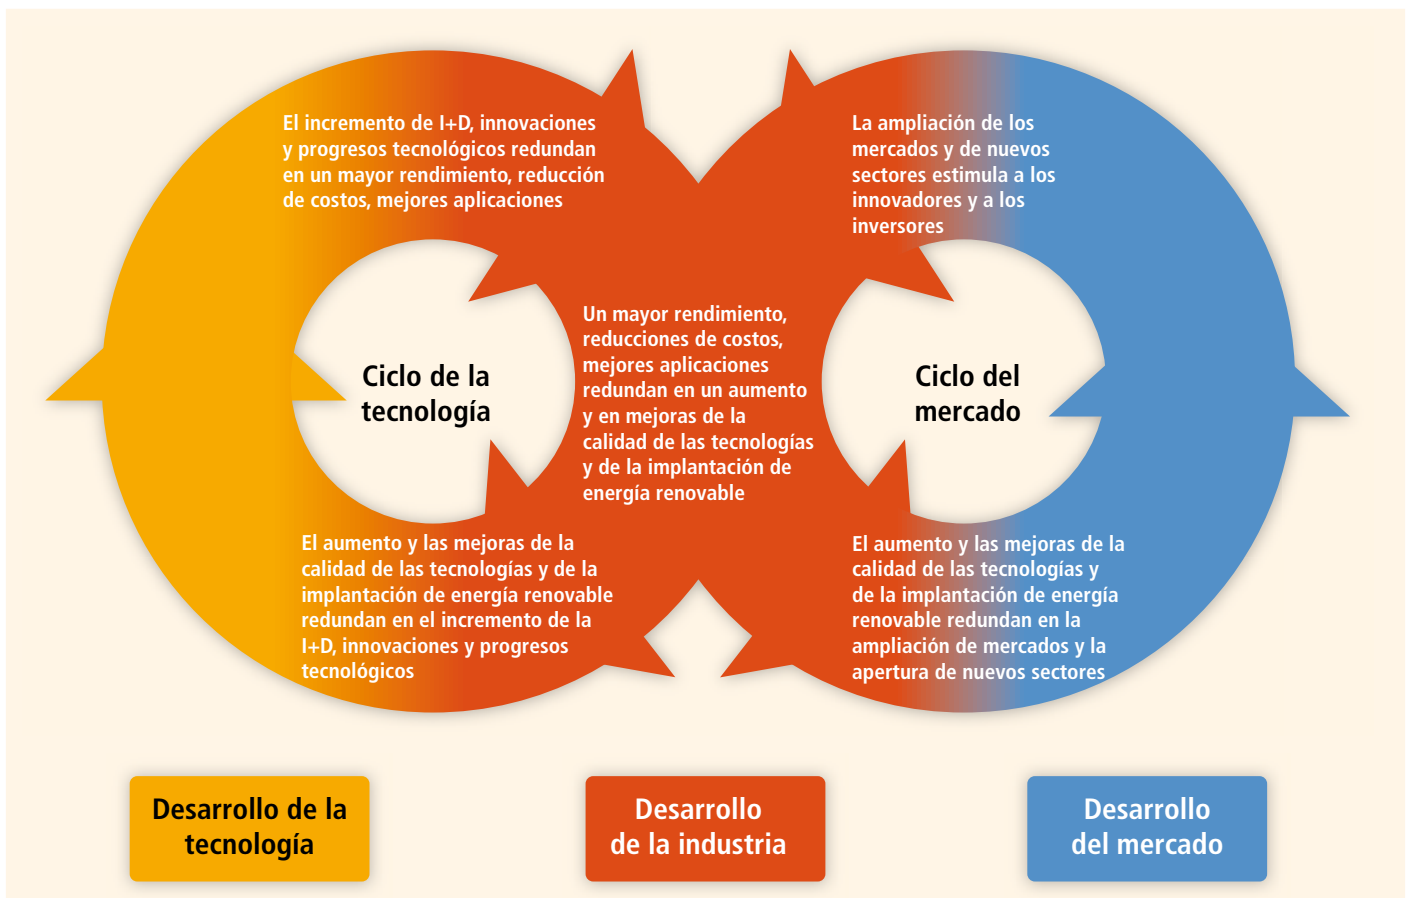 El incremento de I+D, innovaciones
y progresos tecnológicos redundan
en un mayor rendimiento, reducción
de costos, mejores aplicaciones
La ampliación de los
mercados y de nuevos
sectores estimula a los
innovadores y a los
inversores
Ciclo de la
tecnología
Un mayor rendimiento,
reducciones de costos,
mejores aplicaciones
redundan en un aumento
y en mejoras de la
calidad de las tecnologías
y de la implantación de
energía renovable
Ciclo del
mercado
El aumento y las mejoras de la
calidad de las tecnologías y de la
implantación de energía renovable
redundan en el incremento de la
I+D, innovaciones y progresos
tecnológicos
El aumento y las mejoras de la
calidad de las tecnologías y
de la implantación de energía
renovable redundan en la
ampliación de mercados y la
apertura de nuevos sectores
Desarrollo de la
tecnología
Desarrollo
de la industria
Desarrollo
del mercado